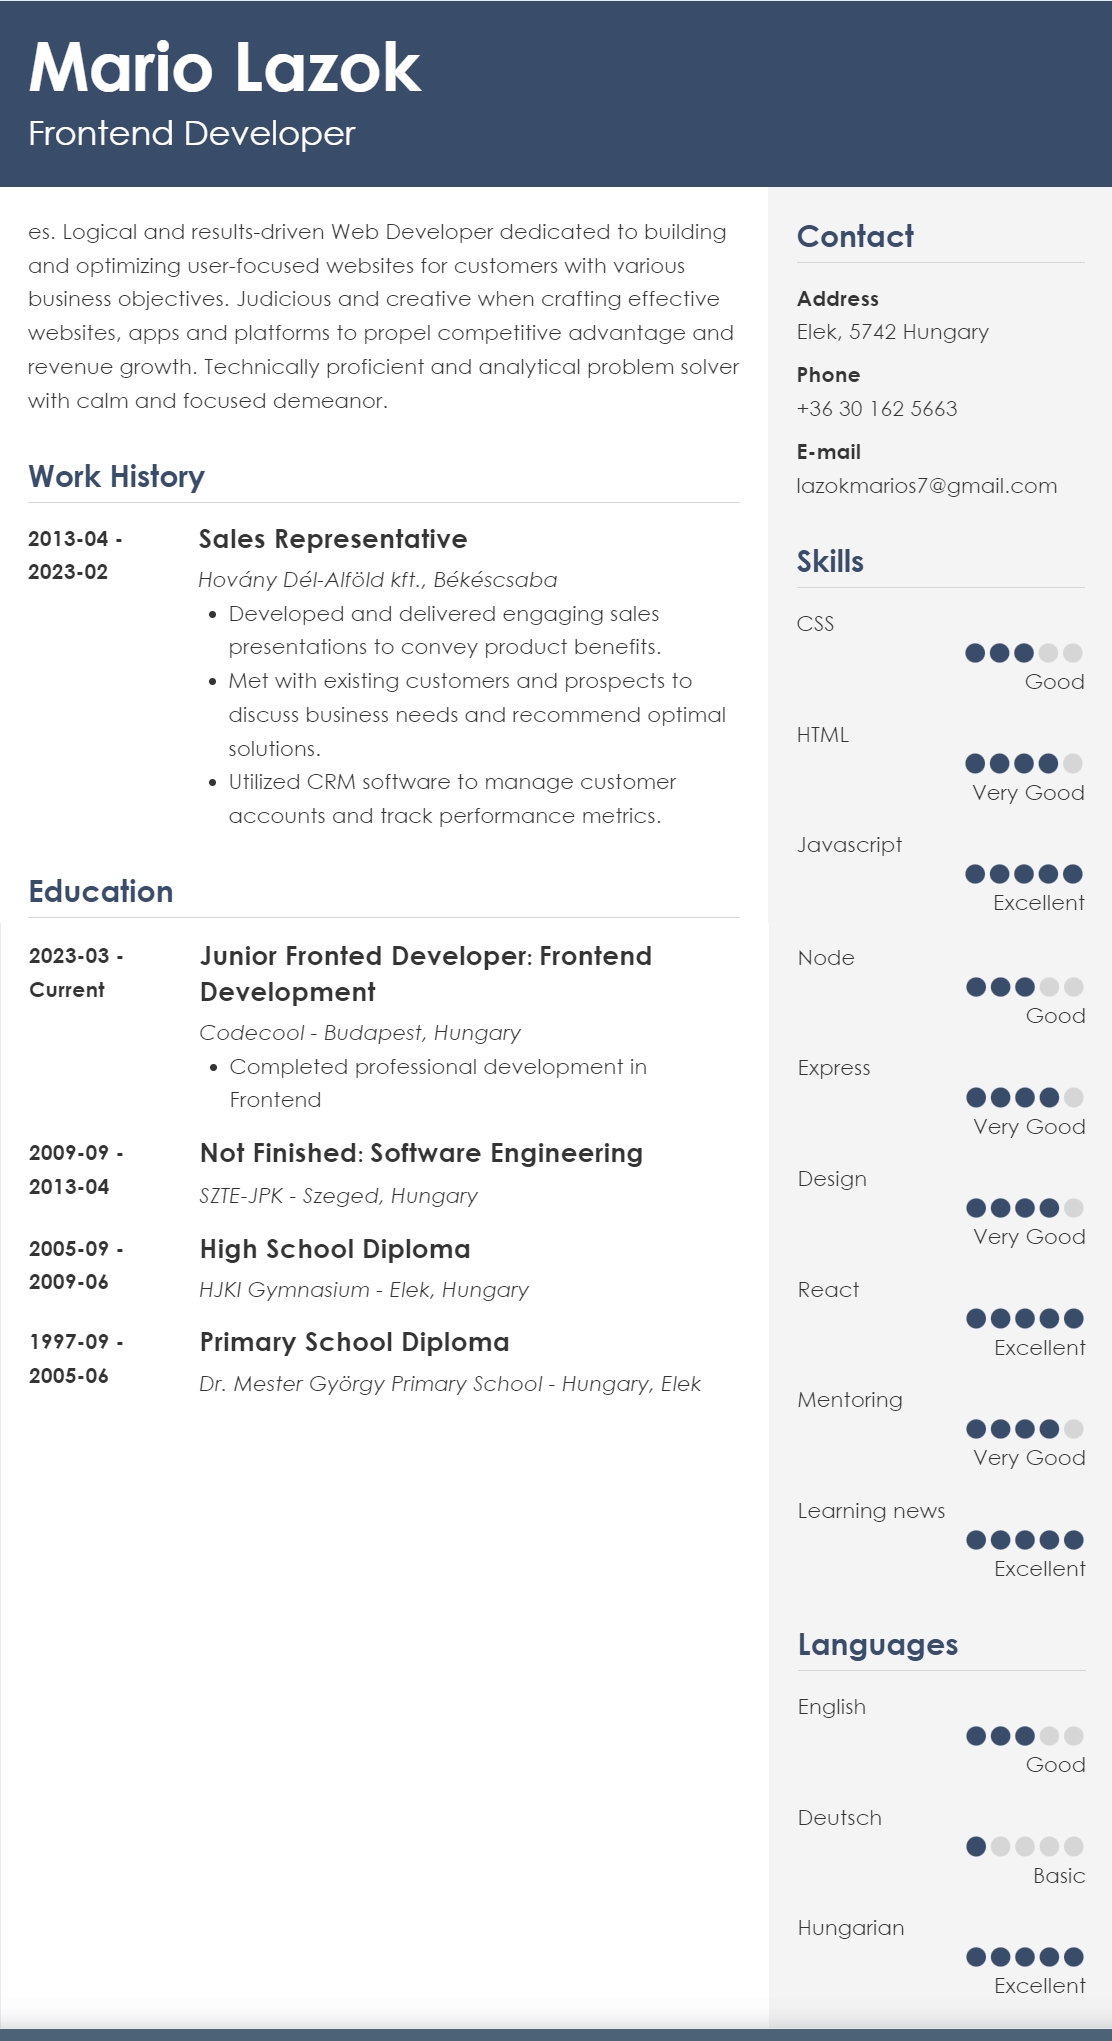 Mario Lazok
Frontend Developer
es. Logical and results-driven Web Developer dedicated to building
and optimizing user-focused websites for customers with various
business objectives. Judicious and creative when crafting effective
websites, apps and platforms to propel competitive advantage and
revenue growth. Technically proficient and analytical problem solver
with calm and focused demeanor.
Work History
2013-04 -
2023-02
Sales Representative
Hovány Dél-Alföld kft., Békéscsaba
• Developed and delivered engaging sales
presentations to convey product benefits.
• Met with existing customers and prospects to
discuss business needs and recommend optimal
solutions.
• Utilized CRM software to manage customer
accounts and track performance metrics.
Education
2023-03 -
Current
Junior Fronted Developer: Frontend
Development
Codecool - Budapest, Hungary
• Completed professional development in
Frontend
2009-09 -
2013-04
Not Finished: Software Engineering
SZTE-JPK - Szeged, Hungary
2005-09 -
2009-06
High School Diploma
HJKI Gymnasium - Elek, Hungary
1997-09 -
2005-06
Primary School Diploma
Dr. Mester György Primary School - Hungary, Elek
Contact
Address
Elek, 5742 Hungary
Phone
+36 30 162 5663
E-mail
lazokmarios7@gmail.com
Skills
CSS
Good
HTML
Very Good
Javascript
Excellent
Node
Good
Express
Very Good
Design
Very Good
React
Excellent
Mentoring
Very Good
Learning news
Excellent
Languages
English
Good
Deutsch
Basic
Hungarian
Excellent